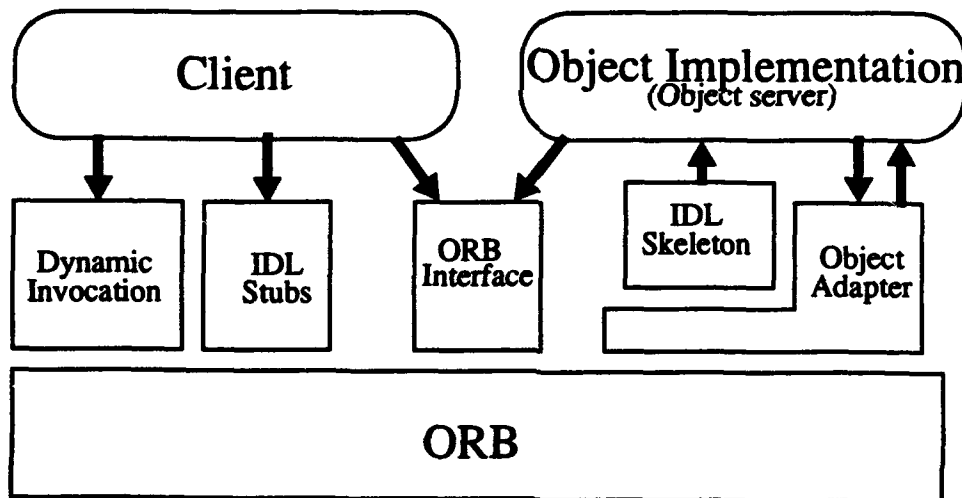 Client
Object Implementation
(Object server)
Dynamic
Invocation
IDL
Stubs
ORB
Interface
IDL
Skeleton
Object
Adapter
ORB